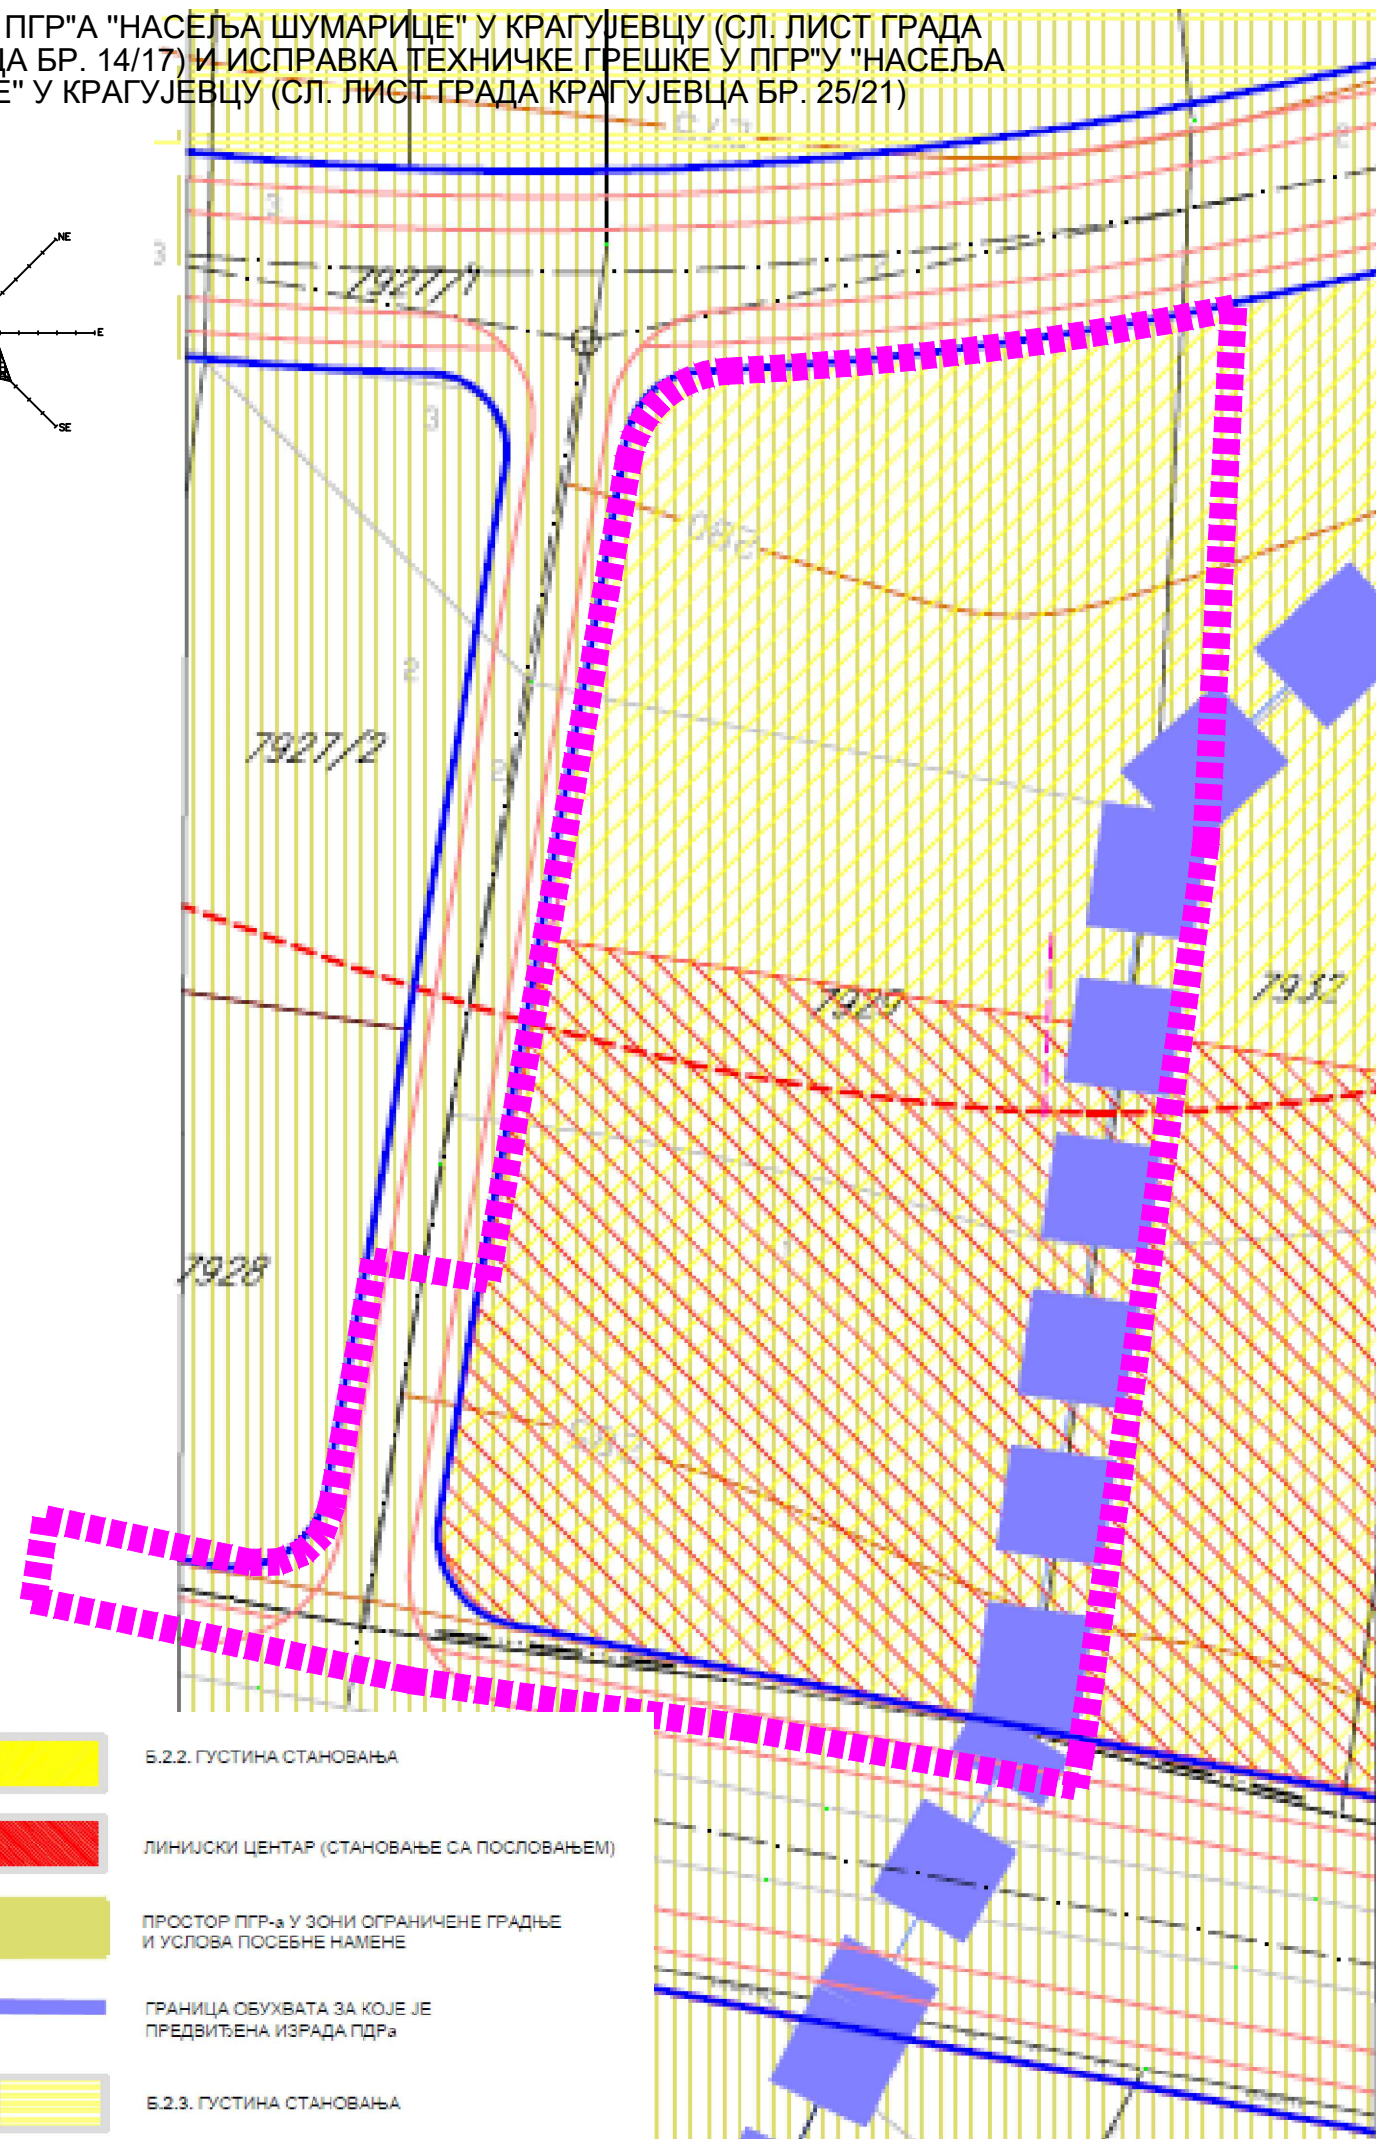 ПГР"А "НАСЕЉА ШУМАРИЦЕ" У КРАГУЈЕВЦУ (СЛ. ЛИСТ ГРАДА
ЦА БР. 14/17) И ИСПРАВКА ТЕХНИЧКЕ ГРЕШКЕ У ПГР"У "НАСЕЉА
Е" У КРАГУЈЕВЦУ (СЛ. ЛИСТ ГРАДА КРАГУЈЕВЦА БР. 25/21)
3
3
NE
7927/1
E
3
SE
2
7927/2
2
7929
7932
7928
Б.2.2. ГУСТИНА СТАНОВАЊА
ЛИНИЈСКИ ЦЕНТАР (СТАНОВАЊЕ СА ПОСЛОВАЊЕМ)
ПРОСТОР ПГР-а У ЗОНИ ОГРАНИЧЕНЕ ГРАДЊЕ
И УСЛОВА ПОСЕБНЕ НАМЕНЕ
ГРАНИЦА ОБУХВАТА ЗА КОЈЕ ЈЕ
ПРЕДВИЂЕНА ИЗРАДА ПДРа
Б.2.3. ГУСТИНА СТАНОВАЊА